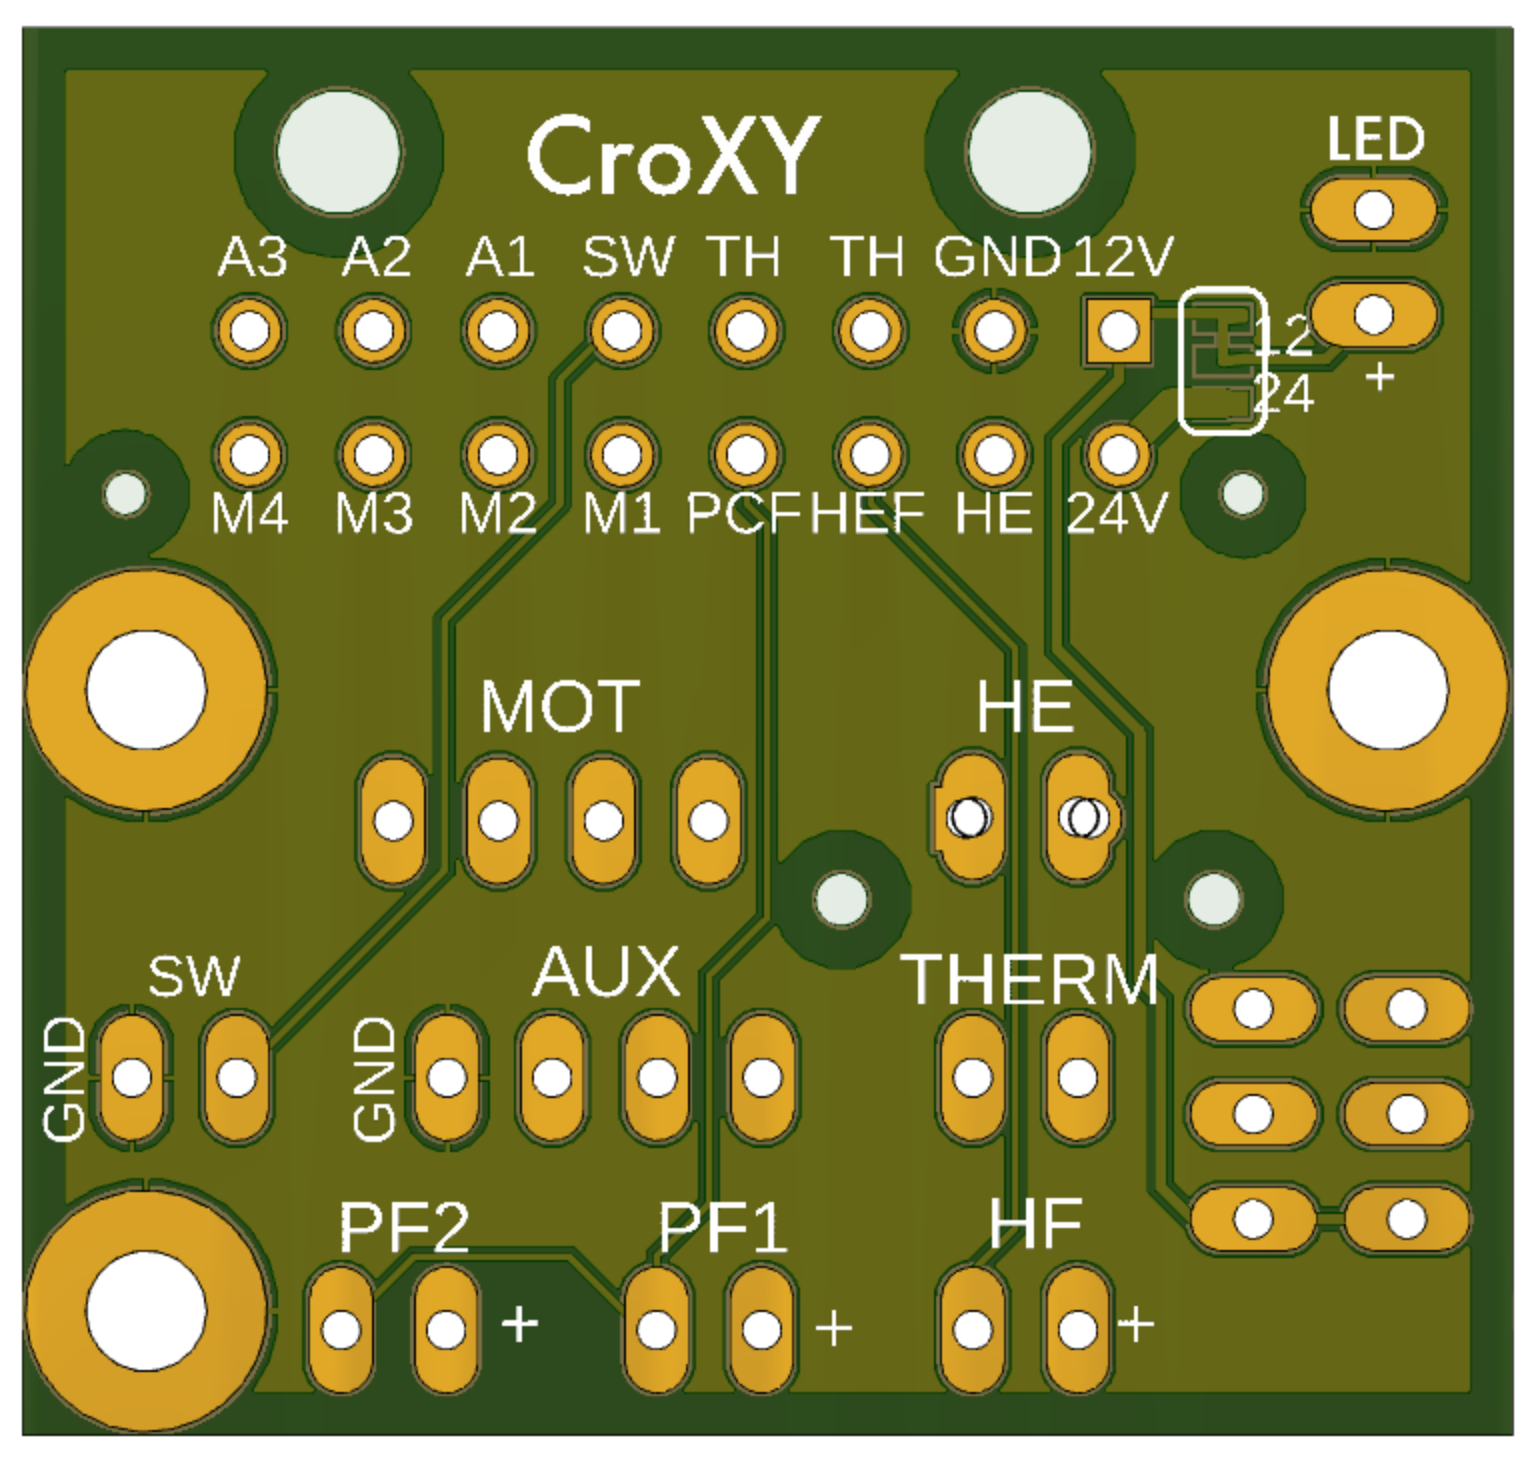 CroXY
LED
A3 A2 A1 SW TH TH GND 12V
12
+
24
M4 M3 M2 M1 PCF HEF HE 24V
MOT HE
SW AUX THERM
GND GND
PF2 PF1 HF
+ + +